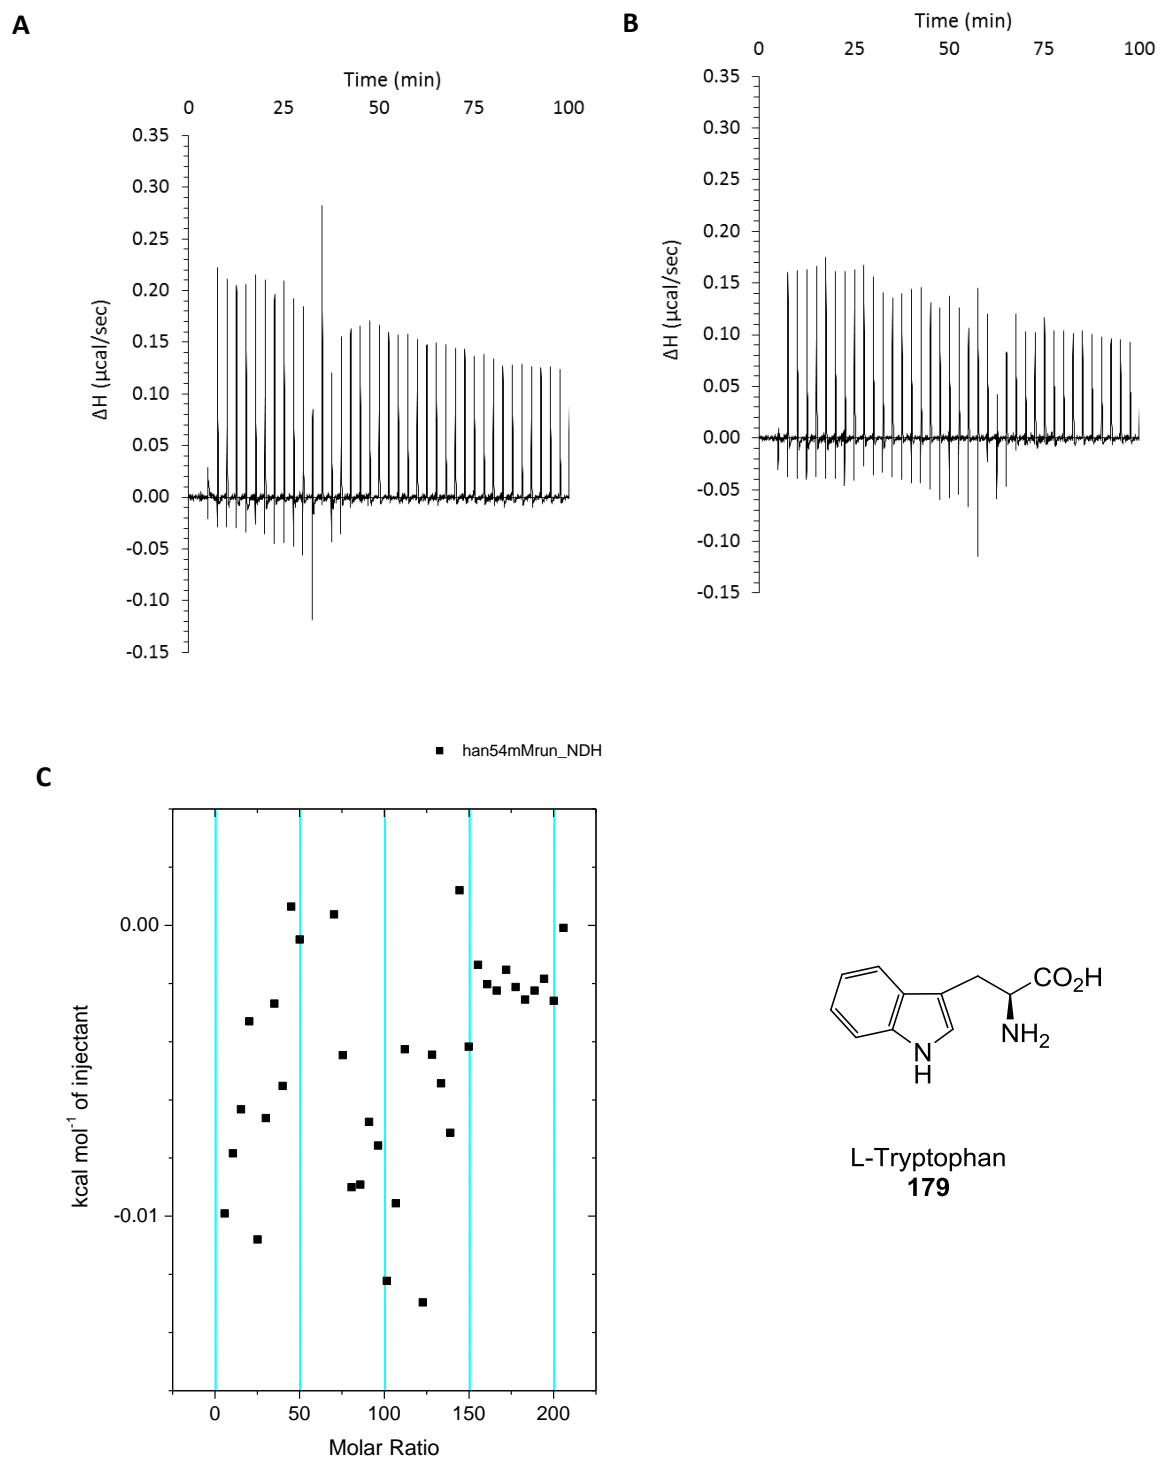 A
Time (min)
0 25 50 75 100
0.35
0.30
0.25
0.20
0.15
0.10
0.05
0.00
-0.05
-0.10
-0.15
ΔH (µcal/sec)
B
Time (min)
0 25 50 75 100
0.35
0.30
0.25
0.20
0.15
0.10
0.05
0.00
-0.05
-0.10
-0.15
ΔH (µcal/sec)
han54mMrun_NDH
C
0.00
-0.01
kcal mol⁻¹ of injectant
0 50 100 150 200
Molar Ratio
CO₂H
NH₂
N
H
L-Tryptophan
179